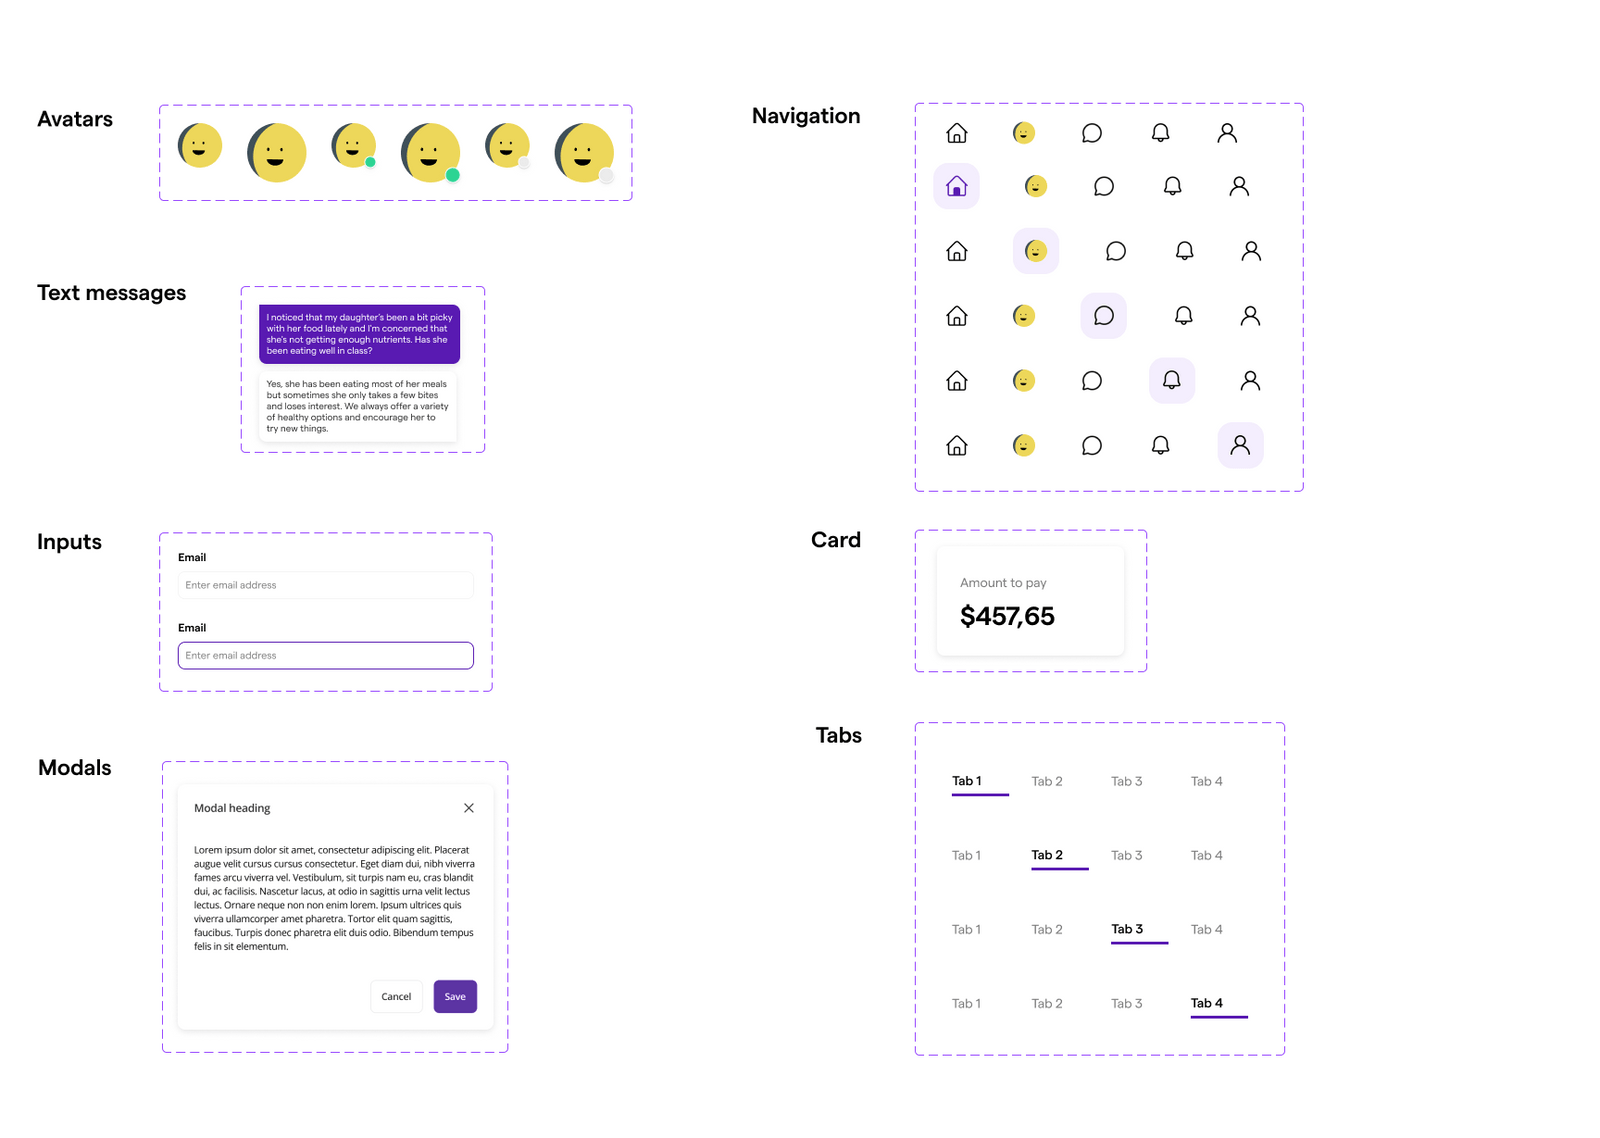 Avatars
Text messages
I noticed that my daughter's been a bit picky
with her food lately and I'm concerned that
she's not getting enough nutrients. Has she
been eating well in class?
Yes, she has been eating most of her meals
but sometimes she only takes a few bites
and loses interest. We always offer a variety
of healthy options and encourage her to
try new things.
Inputs
Email
Enter email address
Email
Enter email address
Modals
Modal heading
Lorem ipsum dolor sit amet, consectetur adipiscing elit. Placerat
augue velit cursus cursus consectetur. Eget diam dui, nibh viverra
fames arcu viverra vel. Vestibulum, sit turpis nam eu, cras blandit
dui, ac facilisis. Nascetur lacus, at odio in sagittis urna velit lectus
lectus. Ornare neque non non enim lorem. Ipsum ultrices quis
viverra ullamcorper amet pharetra. Tortor elit quam sagittis,
faucibus. Turpis donec pharetra elit duis odio. Bibendum tempus
felis in sit elementum.
Cancel
Save
Navigation
Card
Amount to pay
$457,65
Tabs
Tab 1 Tab 2 Tab 3 Tab 4
Tab 1 Tab 2 Tab 3 Tab 4
Tab 1 Tab 2 Tab 3 Tab 4
Tab 1 Tab 2 Tab 3 Tab 4